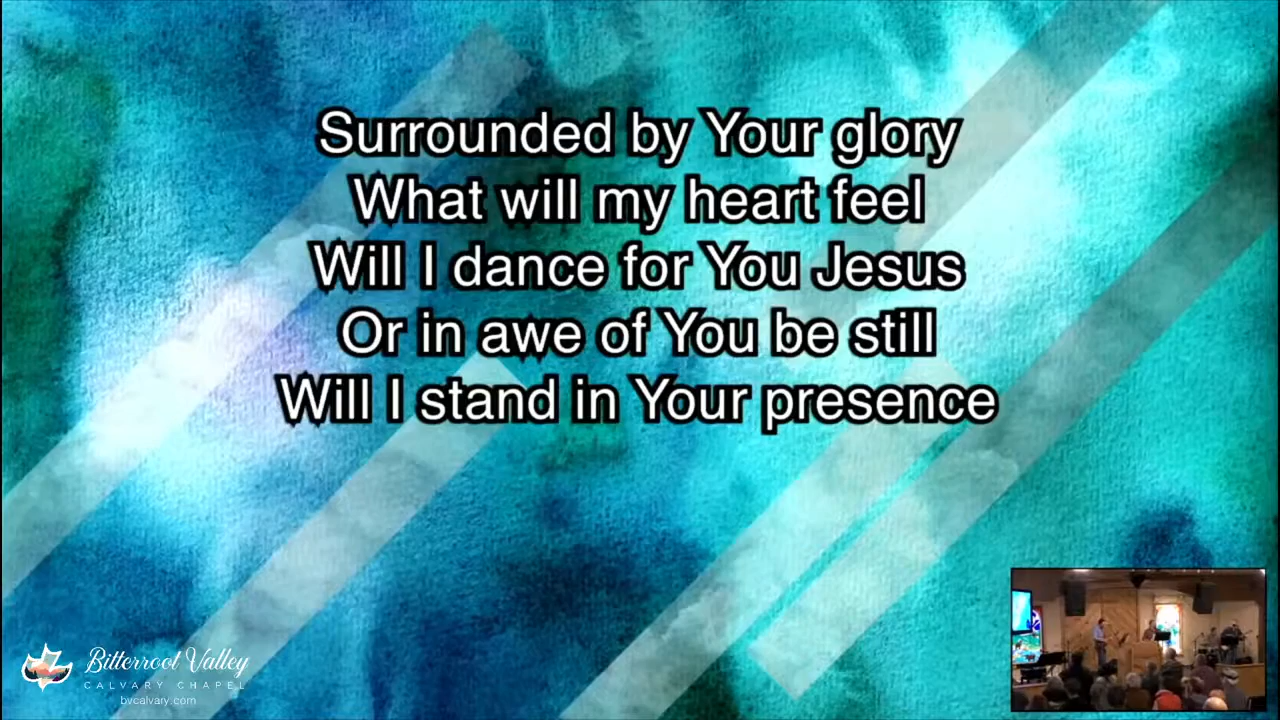 Surrounded by Your glory
What will my heart feel
Will I dance for You Jesus
Or in awe of You be still
Will I stand in Your presence
Bitterroot Valley
CALVARY CHAPEL
bvcalvary.com